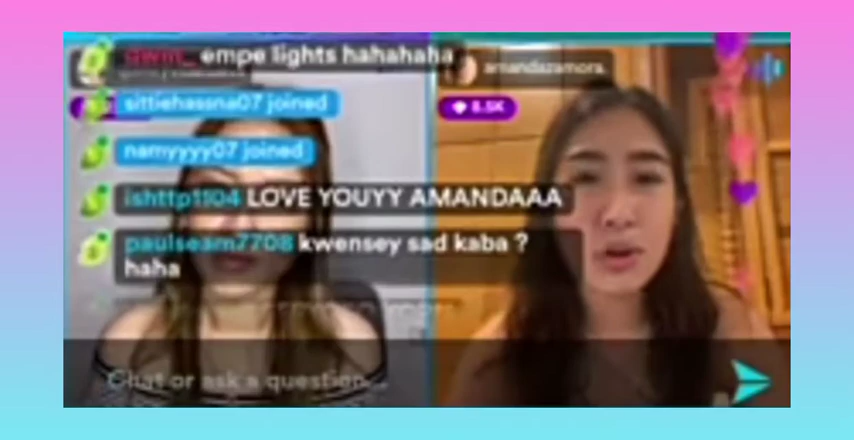 empe lights hahahaha
amandazamora.
8.5K
sittiehassna07 joined
namyyyy07 joined
ishttp1104 LOVE YOUYY AMANDAAA
paulseam7708 kwensey sad kaba ?
haha
Chat or ask a question...